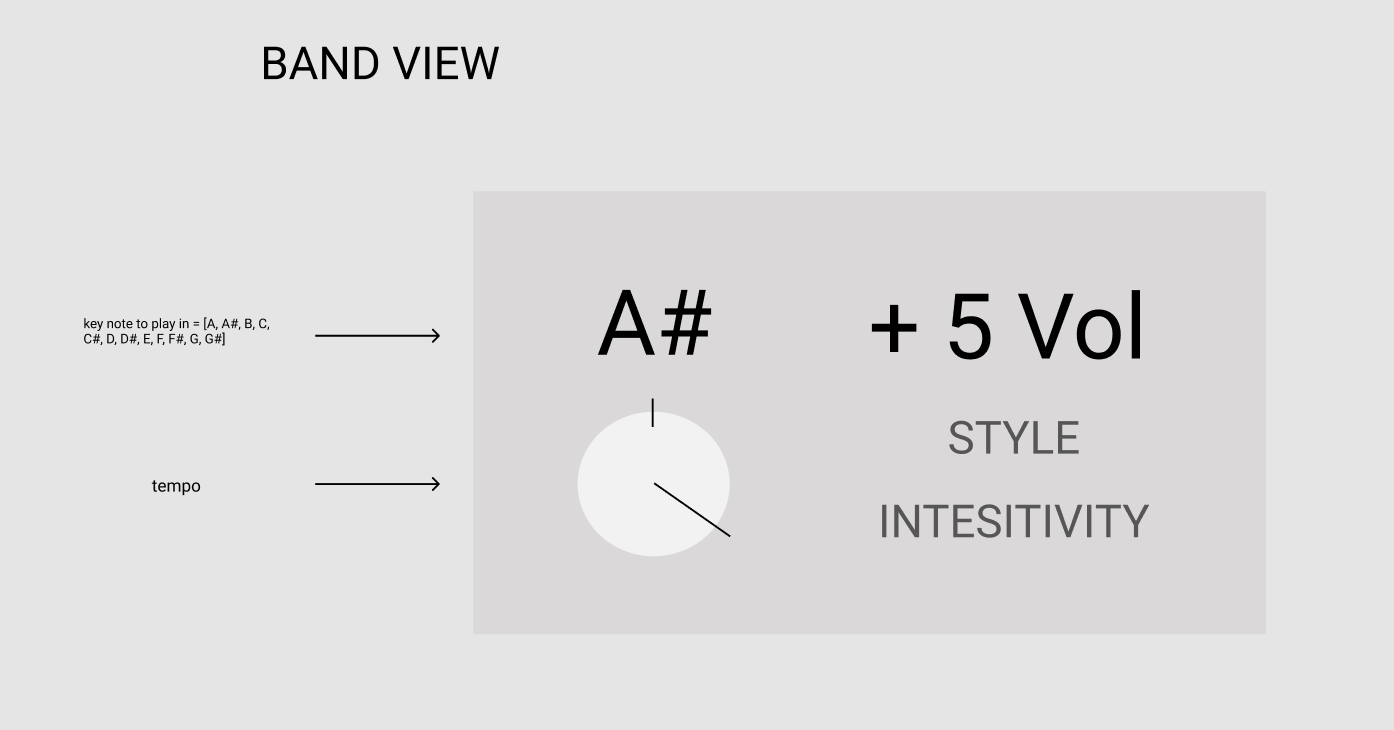 BAND VIEW
key note to play in = [A, A#, B, C,
C#, D, D#, E, F, F#, G, G#]
A#
+ 5 Vol
tempo
STYLE
INTESITIVITY